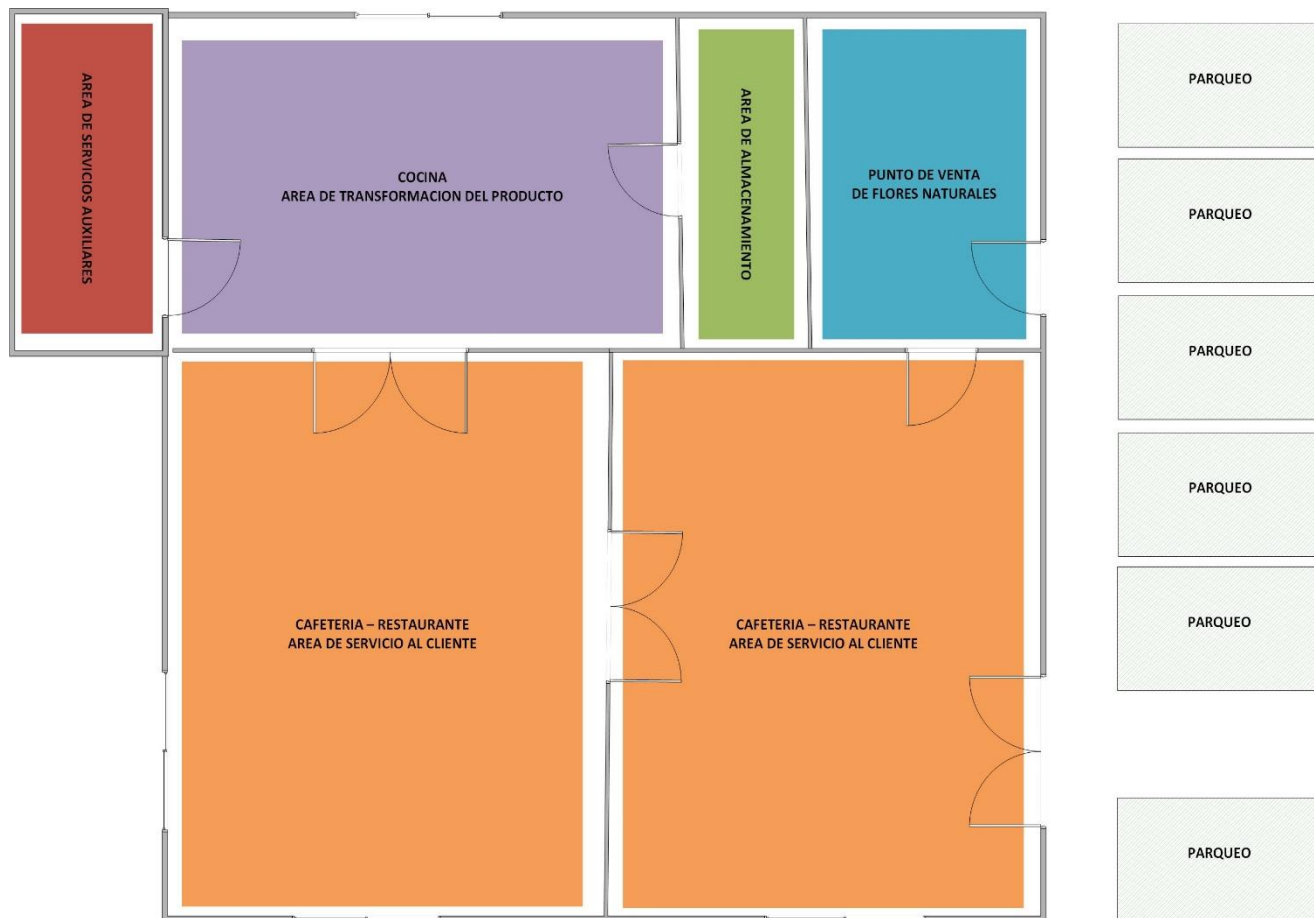 AREA DE SERVICIOS AUXILIARES
COCINA
AREA DE TRANSFORMACION DEL PRODUCTO
AREA DE ALMACENAMIENTO
PUNTO DE VENTA
DE FLORES NATURALES
PARQUEO
PARQUEO
PARQUEO
PARQUEO
CAFETERIA – RESTAURANTE
AREA DE SERVICIO AL CLIENTE
CAFETERIA – RESTAURANTE
AREA DE SERVICIO AL CLIENTE
PARQUEO
PARQUEO